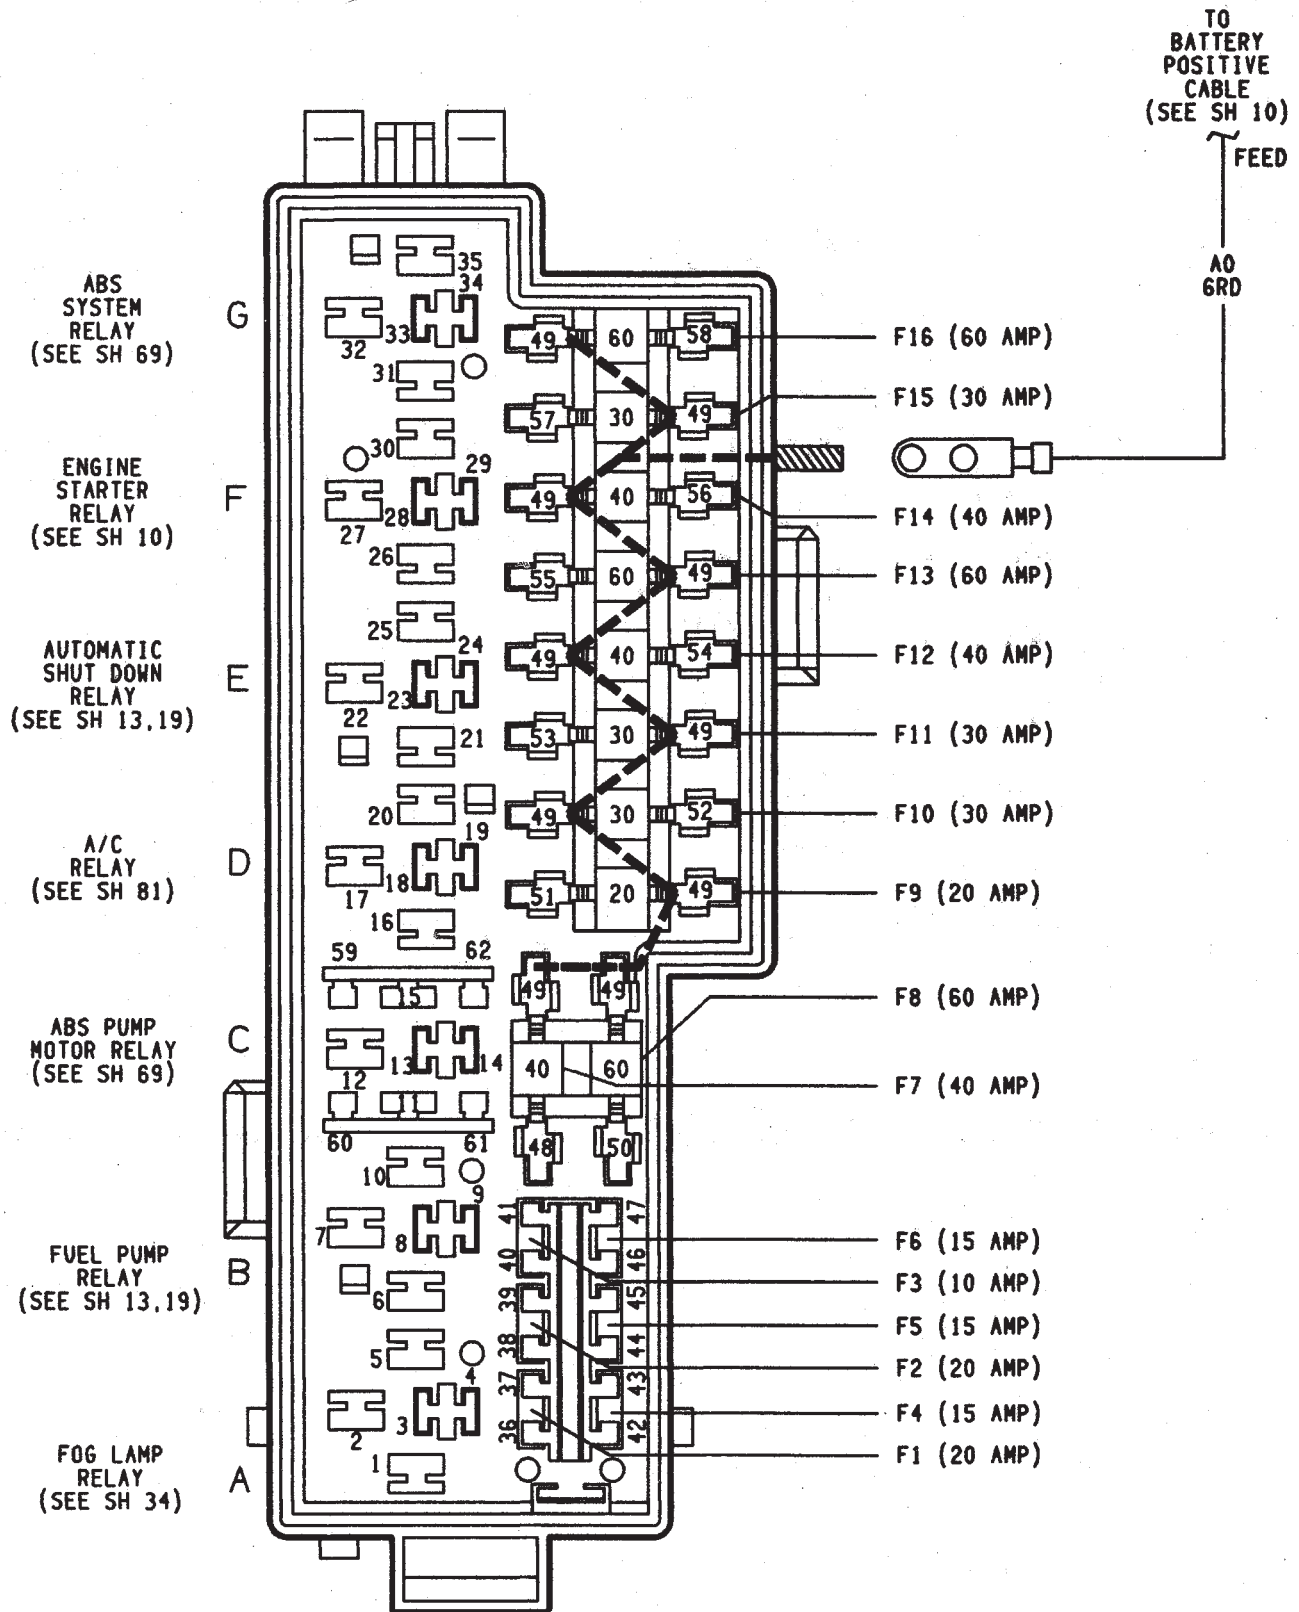 TO
BATTERY
POSITIVE
CABLE
(SEE SH 10)
FEED
A0
6RD
ABS
SYSTEM
RELAY
(SEE SH 69)
G
35
34
33
32
31
49
60
58
F16 (60 AMP)
57
30
49
F15 (30 AMP)
ENGINE
STARTER
RELAY
(SEE SH 10)
F
30
29
28
27
26
49
40
56
F14 (40 AMP)
55
60
49
F13 (60 AMP)
AUTOMATIC
SHUT DOWN
RELAY
(SEE SH 13,19)
E
25
24
23
22
21
49
40
54
F12 (40 AMP)
53
30
49
F11 (30 AMP)
A/C
RELAY
(SEE SH 81)
D
20
19
18
17
16
49
30
52
F10 (30 AMP)
51
20
49
F9 (20 AMP)
59
62
15
49
49
F8 (60 AMP)
ABS PUMP
MOTOR RELAY
(SEE SH 69)
C
12
13
14
40
60
F7 (40 AMP)
11
60
61
48
50
10
9
8
7
6
41
47
40
46
F6 (15 AMP)
F3 (10 AMP)
FUEL PUMP
RELAY
(SEE SH 13,19)
B
39
45
38
44
F5 (15 AMP)
F2 (20 AMP)
5
4
3
2
1
37
43
36
42
F4 (15 AMP)
F1 (20 AMP)
FOG LAMP
RELAY
(SEE SH 34)
A